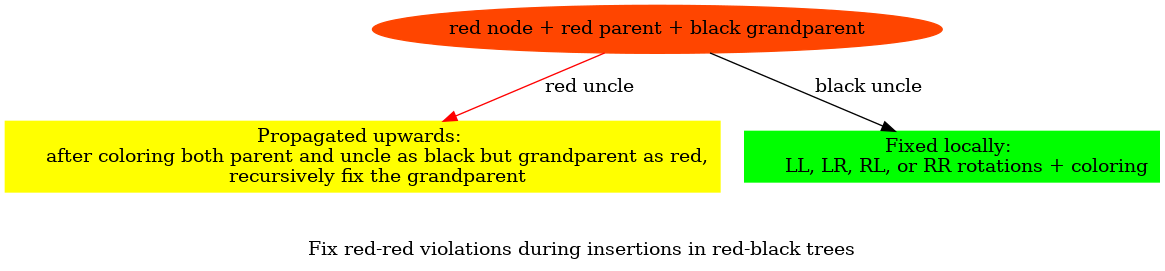 red node + red parent + black grandparent
red uncle
black uncle
Propagated upwards:
after coloring both parent and uncle as black but grandparent as red,
recursively fix the grandparent
Fixed locally:
LL, LR, RL, or RR rotations + coloring
Fix red-red violations during insertions in red-black trees